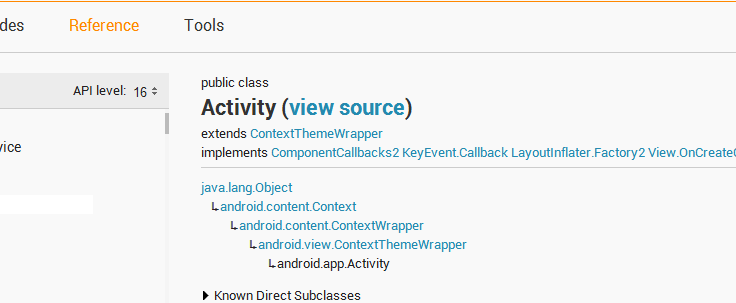 des Reference Tools
API level: 16
vice
public class
Activity (view source)
extends ContextThemeWrapper
implements ComponentCallbacks2 KeyEvent.Callback LayoutInflater.Factory2 View.OnCreateC
java.lang.Object
↳android.content.Context
↳android.content.ContextWrapper
↳android.view.ContextThemeWrapper
↳android.app.Activity
Known Direct Subclasses